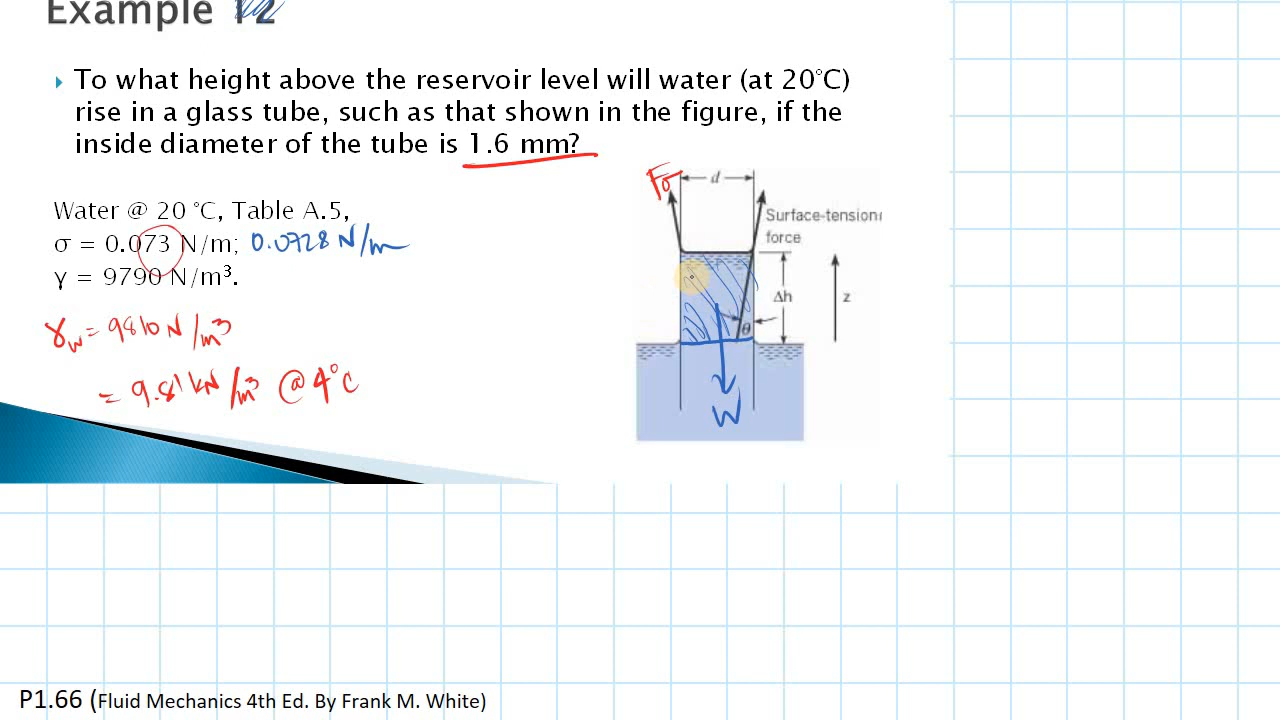 Example 12
To what height above the reservoir level will water (at 20°C)
rise in a glass tube, such as that shown in the figure, if the
inside diameter of the tube is 1.6 mm?
Water @ 20 °C, Table A.5,
σ = 0.073 N/m; 0.0728 N/m
γ = 9790 N/m³.
γw = 9810 N/m³
= 9.81 kN/m³ @ 4°C
Fσ
d
Surface-tension
force
Δh
z
θ
W
P1.66 (Fluid Mechanics 4th Ed. By Frank M. White)